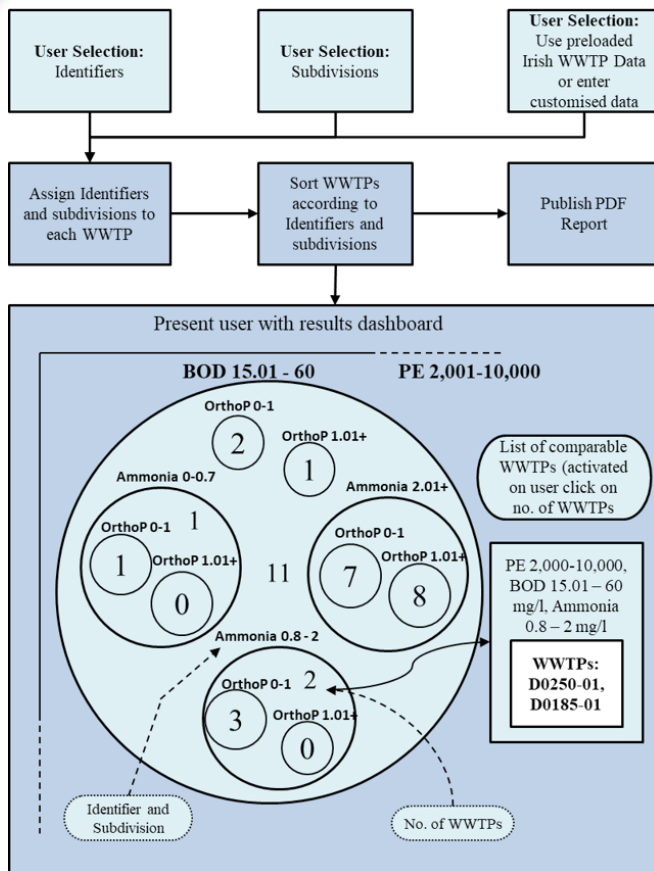 User Selection:
Identifiers
User Selection:
Subdivisions
User Selection:
Use preloaded
Irish WWTP Data
or enter
customised data
Assign Identifiers
and subdivisions to
each WWTP
Sort WWTPs
according to
Identifiers and
subdivisions
Publish PDF
Report
Present user with results dashboard
BOD 15.01 - 60
PE 2,001-10,000
OrthoP 0-1
2
OrthoP 1.01+
1
Ammonia 0-0.7
1
OrthoP 0-1
1
OrthoP 1.01+
0
Ammonia 2.01+
OrthoP 0-1
7
OrthoP 1.01+
8
11
Ammonia 0.8 - 2
2
OrthoP 0-1
3
OrthoP 1.01+
0
List of comparable
WWTPs (activated
on user click on
no. of WWTPs
PE 2,000-10,000,
BOD 15.01 – 60
mg/l, Ammonia
0.8 – 2 mg/l
WWTPs:
D0250-01,
D0185-01
Identifier and
Subdivision
No. of WWTPs